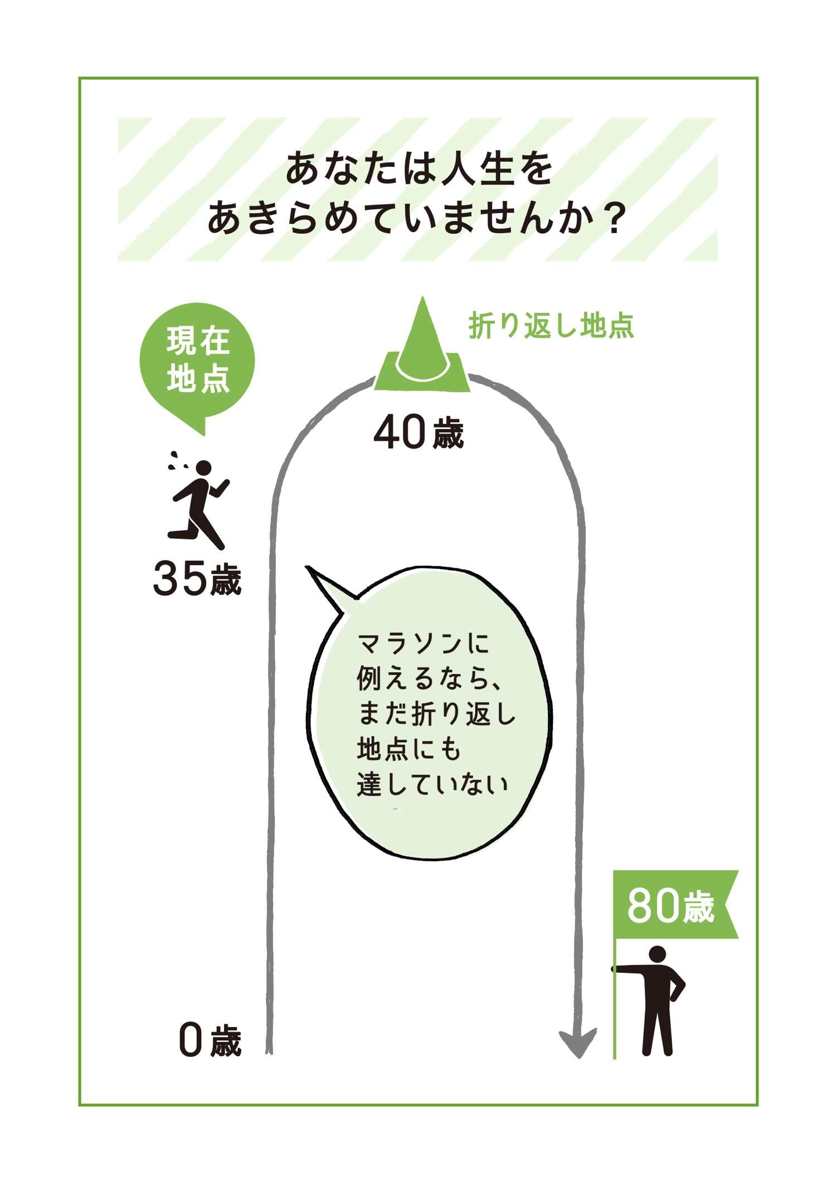 あなたは人生を
あきらめていませんか？
現在
地点
折り返し地点
40歳
35歳
マラソンに
例えるなら、
まだ折り返し
地点にも
達していない
80歳
0歳